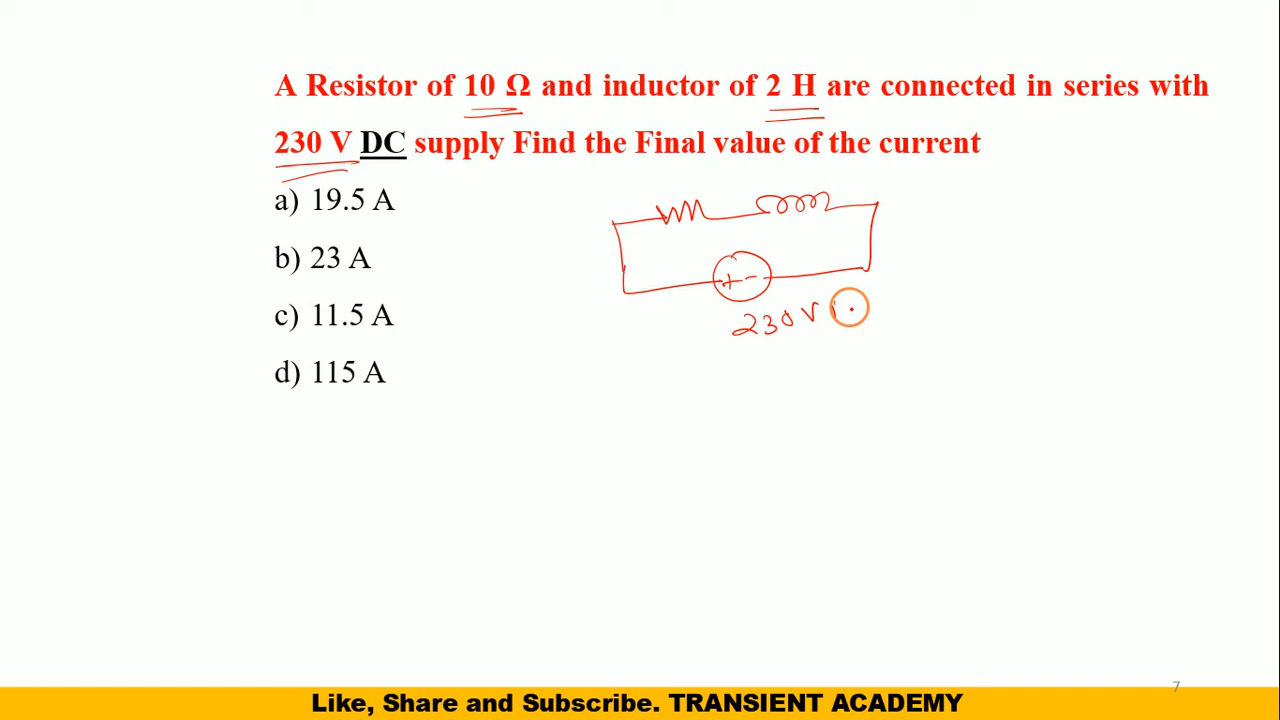 A Resistor of 10 Ω and inductor of 2 H are connected in series with
230 V DC supply Find the Final value of the current
a) 19.5 A
b) 23 A
c) 11.5 A
d) 115 A
+ -
230V
7
Like, Share and Subscribe. TRANSIENT ACADEMY